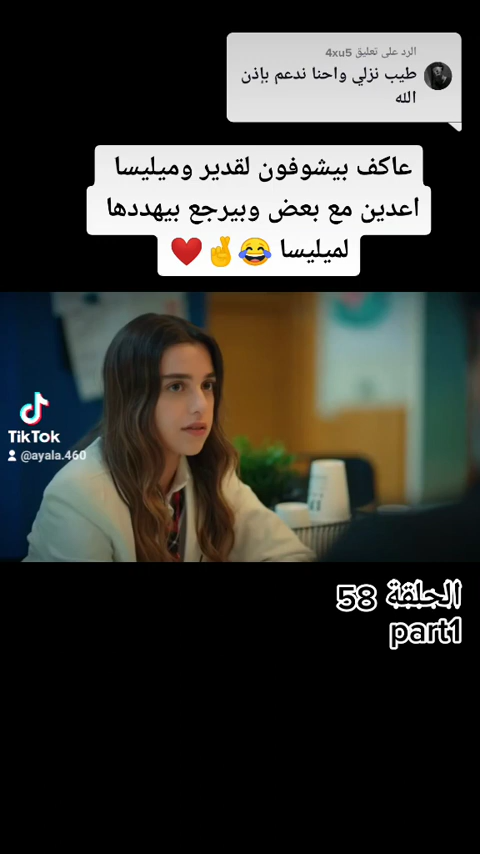 الرد على تعليق 4xu5
طيب نزلي واحنا ندعم بإذن
الله
عاكف بيشوفون لقدير وميليسا
اعدين مع بعض وبيرجع بيهددها
لميليسا 😂🤞❤️
TikTok
@ayala.460
الحلقة 58
part1